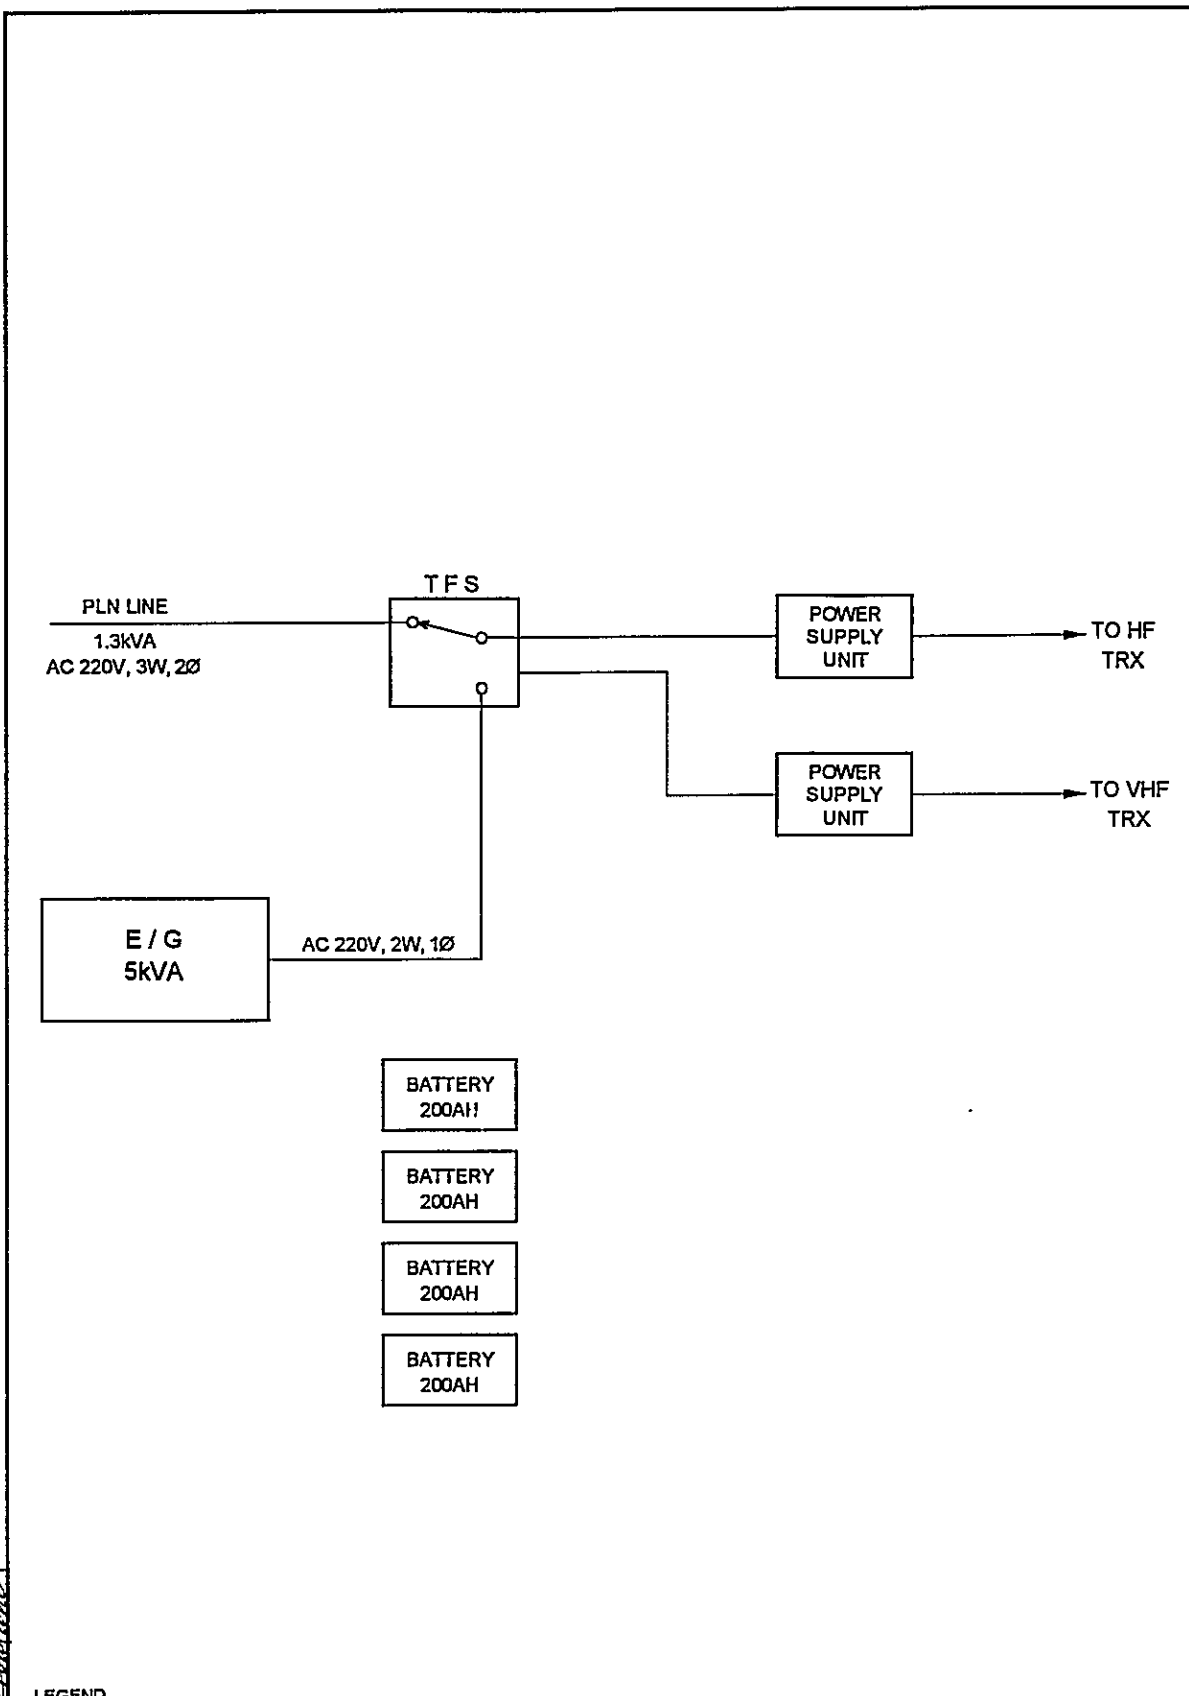 T F S
PLN LINE
1.3kVA
AC 220V, 3W, 2Ø
POWER
SUPPLY
UNIT
TO HF
TRX
POWER
SUPPLY
UNIT
TO VHF
TRX
E / G
5kVA
AC 220V, 2W, 1Ø
BATTERY
200AH
BATTERY
200AH
BATTERY
200AH
BATTERY
200AH
LEGEND